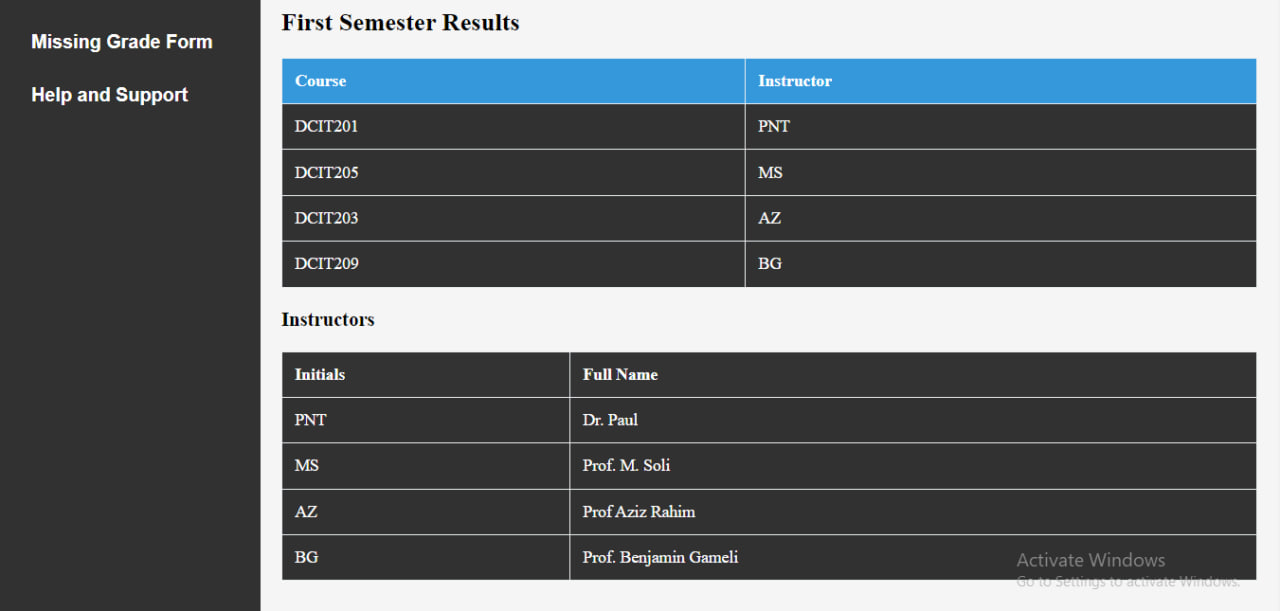 Missing Grade Form
Help and Support
First Semester Results
Course Instructor
DCIT201 PNT
DCIT205 MS
DCIT203 AZ
DCIT209 BG
Instructors
Initials Full Name
PNT Dr. Paul
MS Prof. M. Soli
AZ Prof Aziz Rahim
BG Prof. Benjamin Gameli
Activate Windows
Go to Settings to activate Windows.